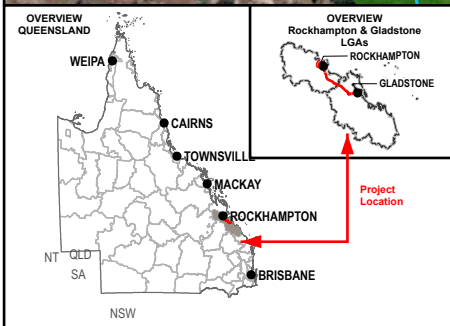 OVERVIEW
QUEENSLAND
WEIPA
CAIRNS
TOWNSVILLE
MACKAY
ROCKHAMPTON
BRISBANE
NT
QLD
SA
NSW
OVERVIEW
Rockhampton & Gladstone
LGAs
ROCKHAMPTON
GLADSTONE
Project
Location